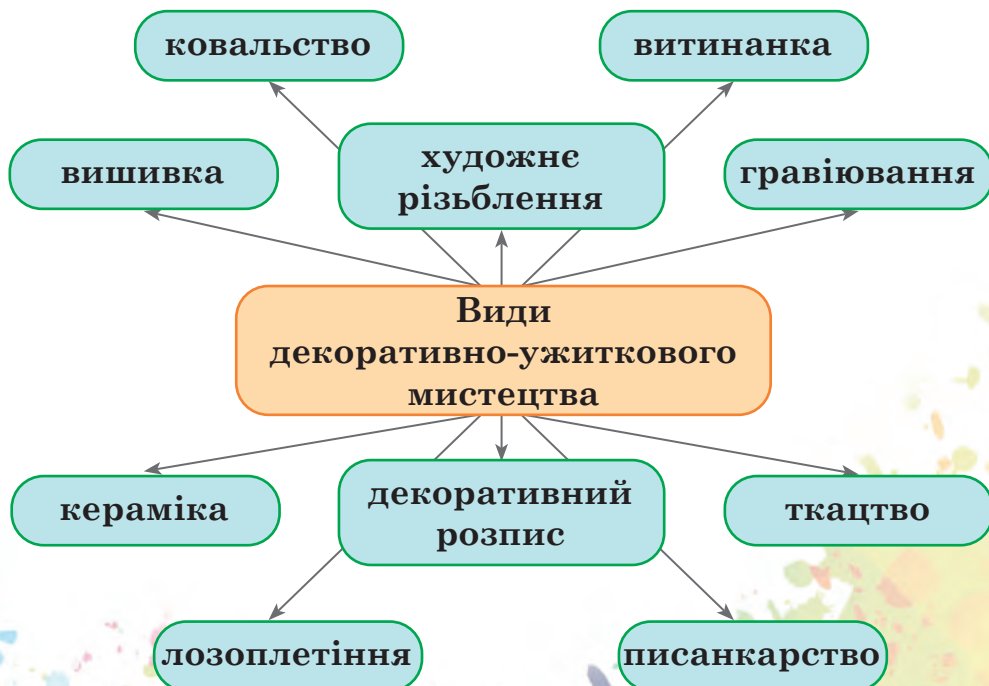 ковальство
витинанка
вишивка
художнє
різьблення
гравіювання
Види
декоративно-ужиткового
мистецтва
кераміка
декоративний
розпис
ткацтво
лозоплетіння
писанкарство